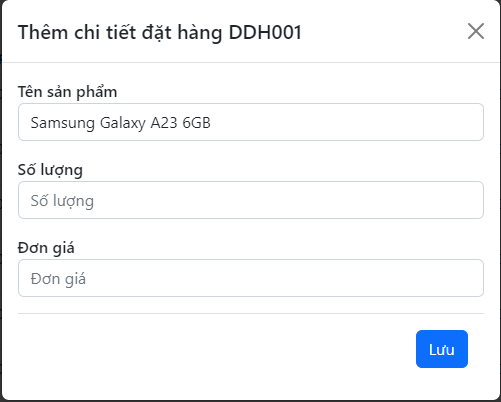 Thêm chi tiết đặt hàng DDH001
Tên sản phẩm
Samsung Galaxy A23 6GB
Số lượng
Số lượng
Đơn giá
Đơn giá
Lưu